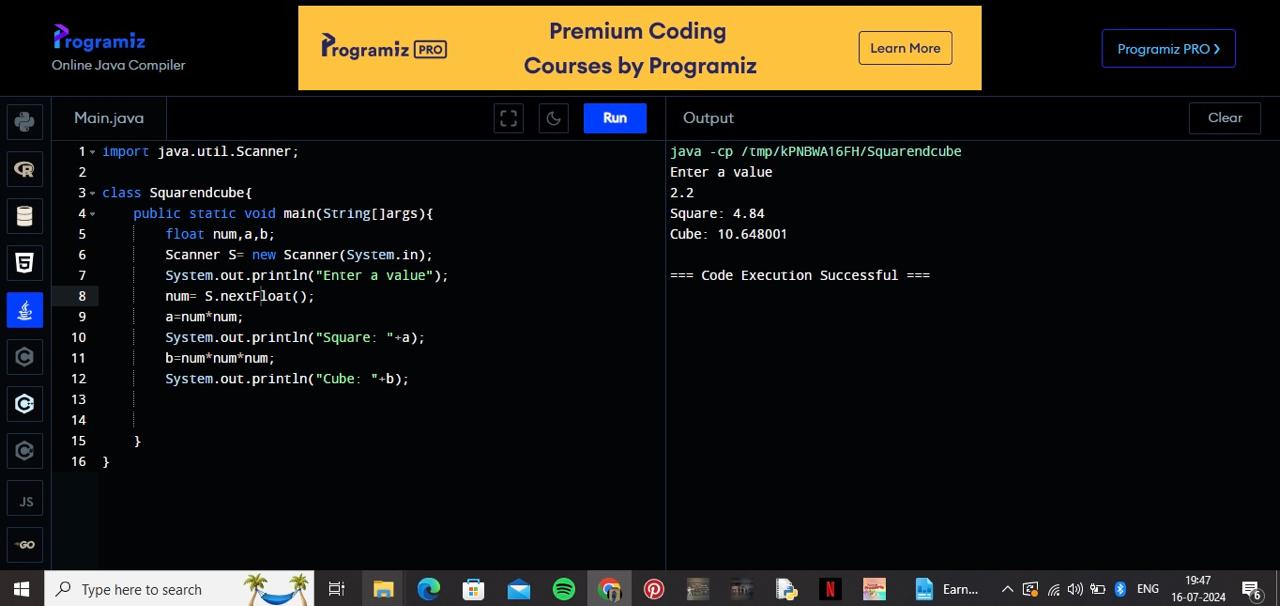 Programiz
Online Java Compiler
Programiz PRO
Premium Coding
Courses by Programiz
Learn More
Programiz PRO ❯
Main.java
Run
Output
Clear
1 import java.util.Scanner;
2
3 class Squarendcube{
4 public static void main(String[]args){
5 float num,a,b;
6 Scanner S= new Scanner(System.in);
7 System.out.println("Enter a value");
8 num= S.nextFloat();
9 a=num*num;
10 System.out.println("Square: "+a);
11 b=num*num*num;
12 System.out.println("Cube: "+b);
13
14
15 }
16 }
java -cp /tmp/kPNBWA16FH/Squarendcube
Enter a value
2.2
Square: 4.84
Cube: 10.648001
=== Code Execution Successful ===
R
5
JS
GO
Type here to search
N
Earn...
ENG
19:47
16-07-2024
6